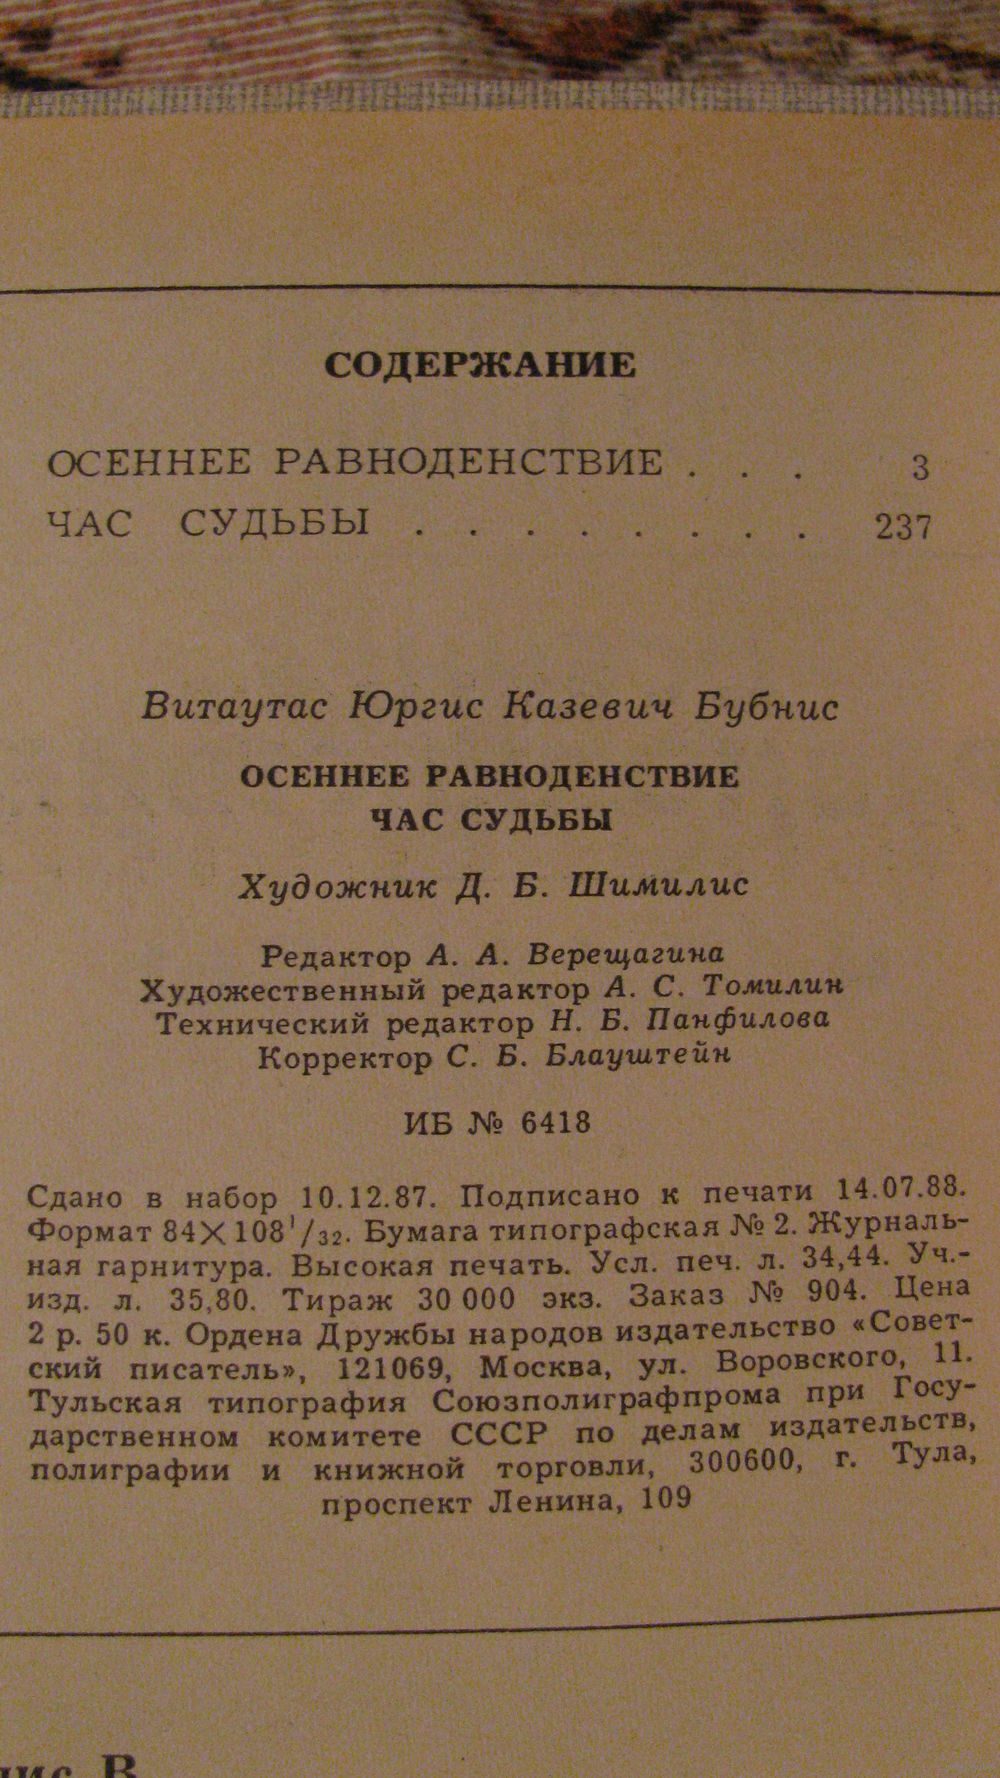 СОДЕРЖАНИЕ
ОСЕННЕЕ РАВНОДЕНСТВИЕ . . . 3
ЧАС СУДЬБЫ . . . . . . . . 237
Витаутас Юргис Казевич Бубнис
ОСЕННЕЕ РАВНОДЕНСТВИЕ
ЧАС СУДЬБЫ
Художник Д. Б. Шимилис
Редактор А. А. Верещагина
Художественный редактор А. С. Томилин
Технический редактор Н. Б. Панфилова
Корректор С. Б. Блауштейн
ИБ № 6418
Сдано в набор 10.12.87. Подписано к печати 14.07.88.
Формат 84×108¹/₃₂. Бумага типографская № 2. Журналь-
ная гарнитура. Высокая печать. Усл. печ. л. 34,44. Уч.-
изд. л. 35,80. Тираж 30 000 экз. Заказ № 904. Цена
2 р. 50 к. Ордена Дружбы народов издательство «Совет-
ский писатель», 121069, Москва, ул. Воровского, 11.
Тульская типография Союзполиграфпрома при Госу-
дарственном комитете СССР по делам издательств,
полиграфии и книжной торговли, 300600, г. Тула,
проспект Ленина, 109
В